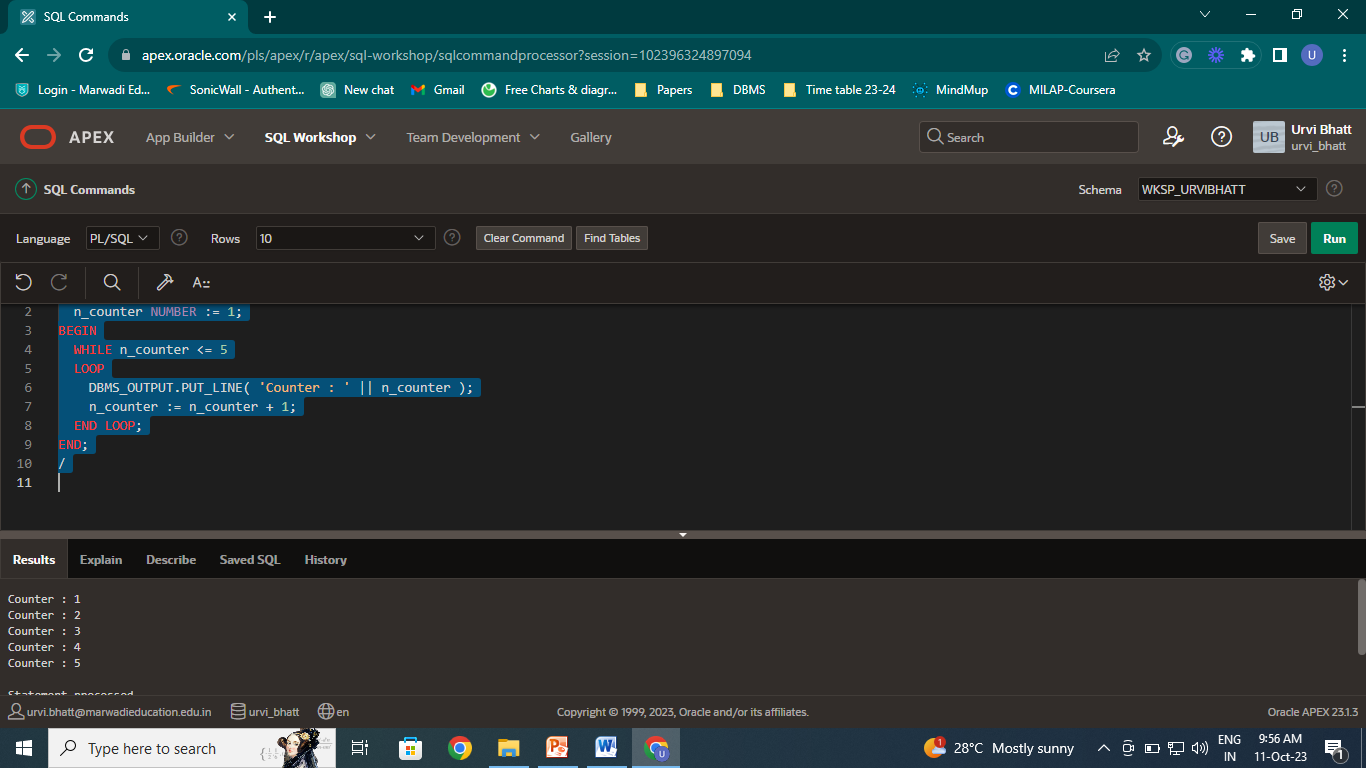 SQL Commands
apex.oracle.com/pls/apex/r/apex/sql-workshop/sqlcommandprocessor?session=102396324897094
U
Login - Marwadi Ed...
SonicWall - Authent...
New chat
Gmail
Free Charts & diagr...
Papers
DBMS
Time table 23-24
MindMup
MILAP-Coursera
APEX
App Builder
SQL Workshop
Team Development
Gallery
Search
UB
Urvi Bhatt
urvi_bhatt
SQL Commands
Schema
WKSP_URVIBHATT
Language
PL/SQL
Rows
10
Clear Command
Find Tables
Save
Run
2 n_counter NUMBER := 1;
3 BEGIN
4 WHILE n_counter <= 5
5 LOOP
6 DBMS_OUTPUT.PUT_LINE( 'Counter : ' || n_counter );
7 n_counter := n_counter + 1;
8 END LOOP;
9 END;
10 /
11
Results
Explain
Describe
Saved SQL
History
Counter : 1
Counter : 2
Counter : 3
Counter : 4
Counter : 5
Statement processed.
urvi.bhatt@marwadieducation.edu.in
urvi_bhatt
en
Copyright © 1999, 2023, Oracle and/or its affiliates.
Oracle APEX 23.1.3
Type here to search
28°C Mostly sunny
ENG
IN
9:56 AM
11-Oct-23